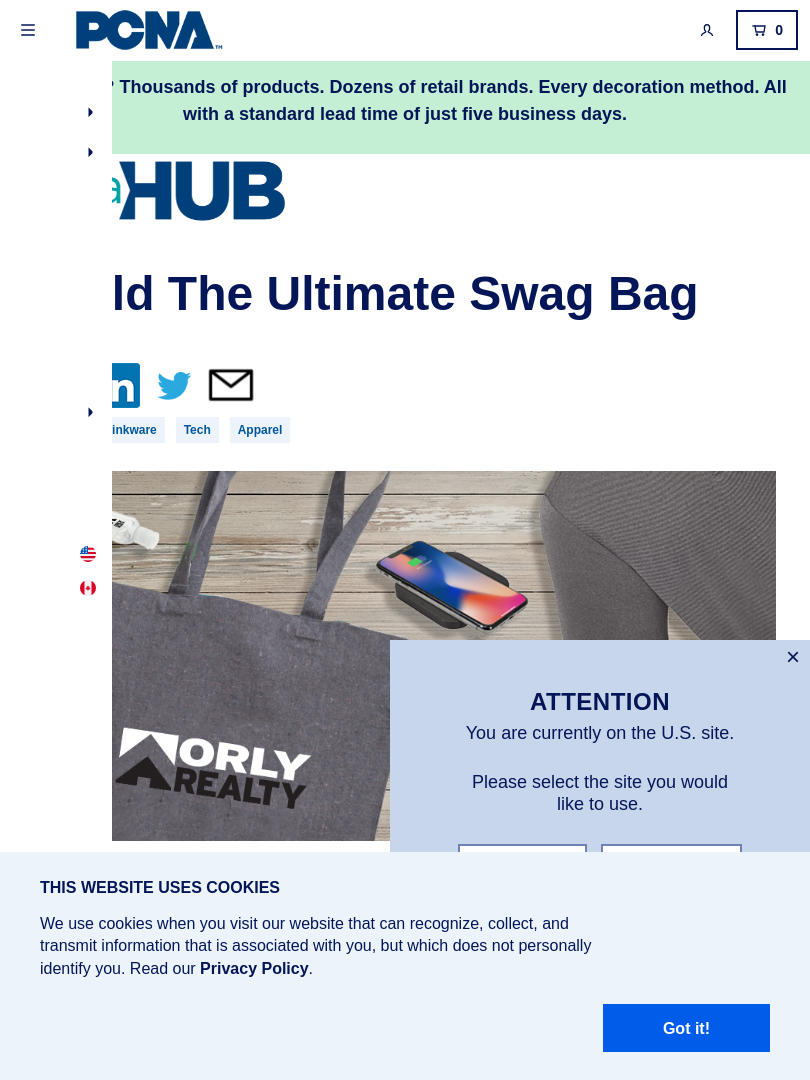 PCNA™
0
? Thousands of products. Dozens of retail brands. Every decoration method. All
with a standard lead time of just five business days.
HUB
ld The Ultimate Swag Bag
n
inkware
Tech
Apparel
ORLY
REALTY
×
ATTENTION
You are currently on the U.S. site.
Please select the site you would
like to use.
THIS WEBSITE USES COOKIES
We use cookies when you visit our website that can recognize, collect, and
transmit information that is associated with you, but which does not personally
identify you. Read our Privacy Policy.
Got it!